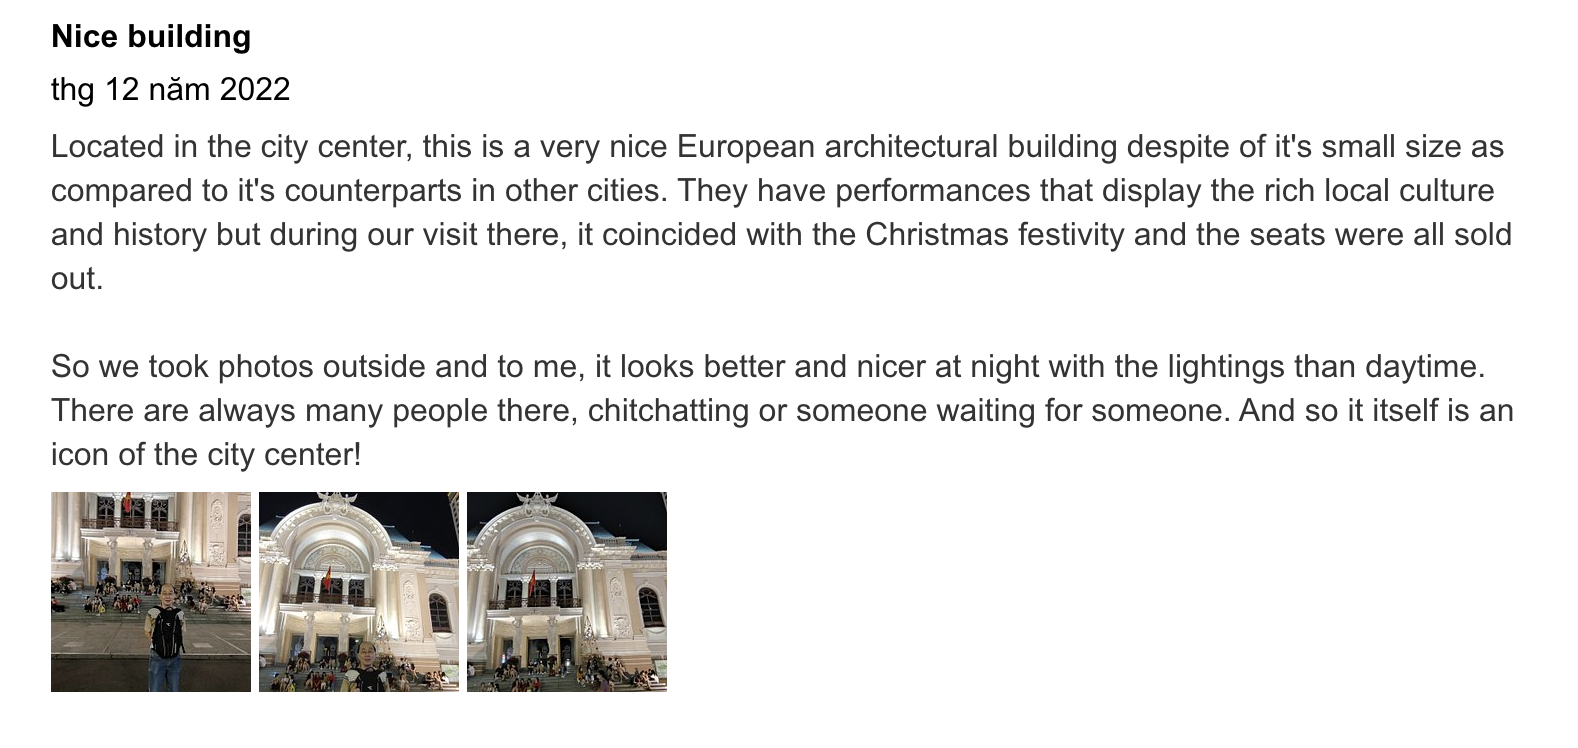 Nice building
thg 12 năm 2022
Located in the city center, this is a very nice European architectural building despite of it's small size as
compared to it's counterparts in other cities. They have performances that display the rich local culture
and history but during our visit there, it coincided with the Christmas festivity and the seats were all sold
out.
So we took photos outside and to me, it looks better and nicer at night with the lightings than daytime.
There are always many people there, chitchatting or someone waiting for someone. And so it itself is an
icon of the city center!